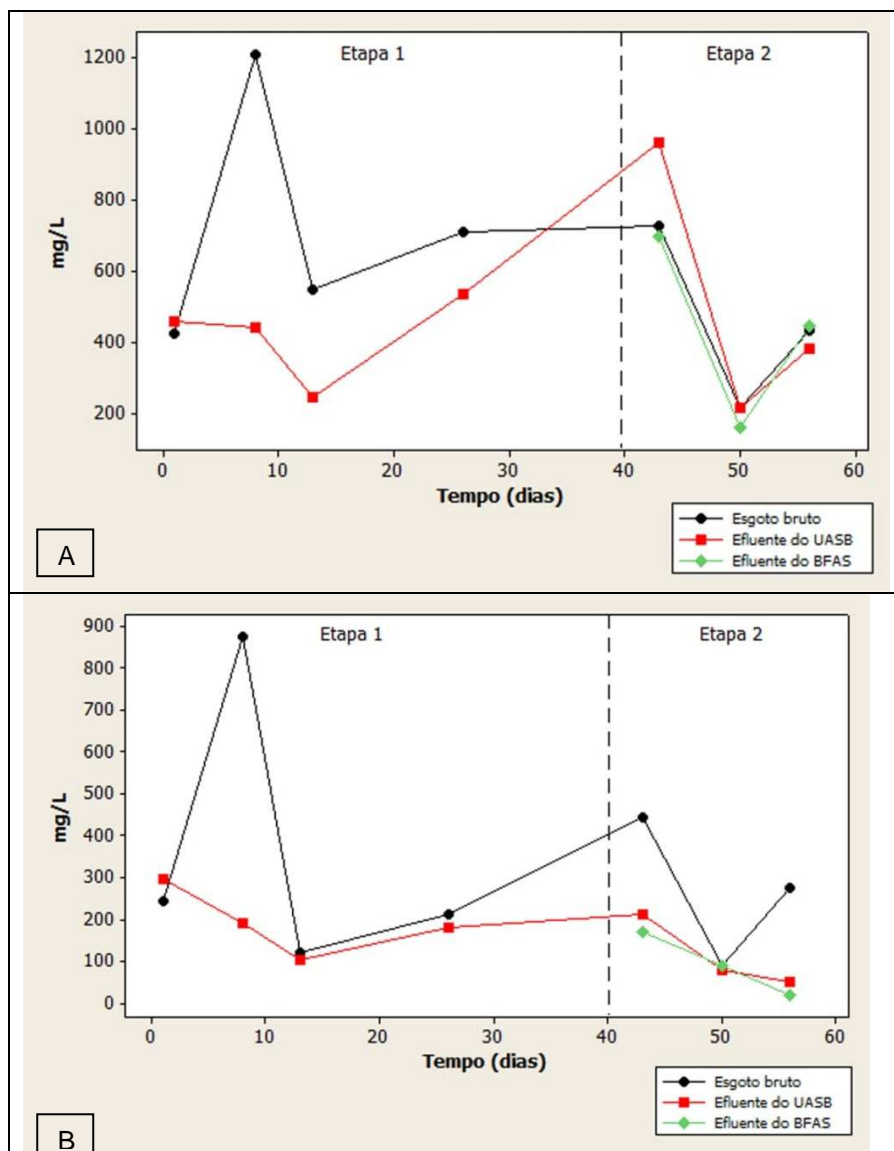 Etapa 1 Etapa 2
1200
1000
800
600
400
200
mg/L
0 10 20 30 40 50 60
Tempo (dias)
Esgoto bruto
Efluente do UASB
Efluente do BFAS
A
Etapa 1 Etapa 2
900
800
700
600
500
400
300
200
100
0
mg/L
0 10 20 30 40 50 60
Tempo (dias)
Esgoto bruto
Efluente do UASB
Efluente do BFAS
B